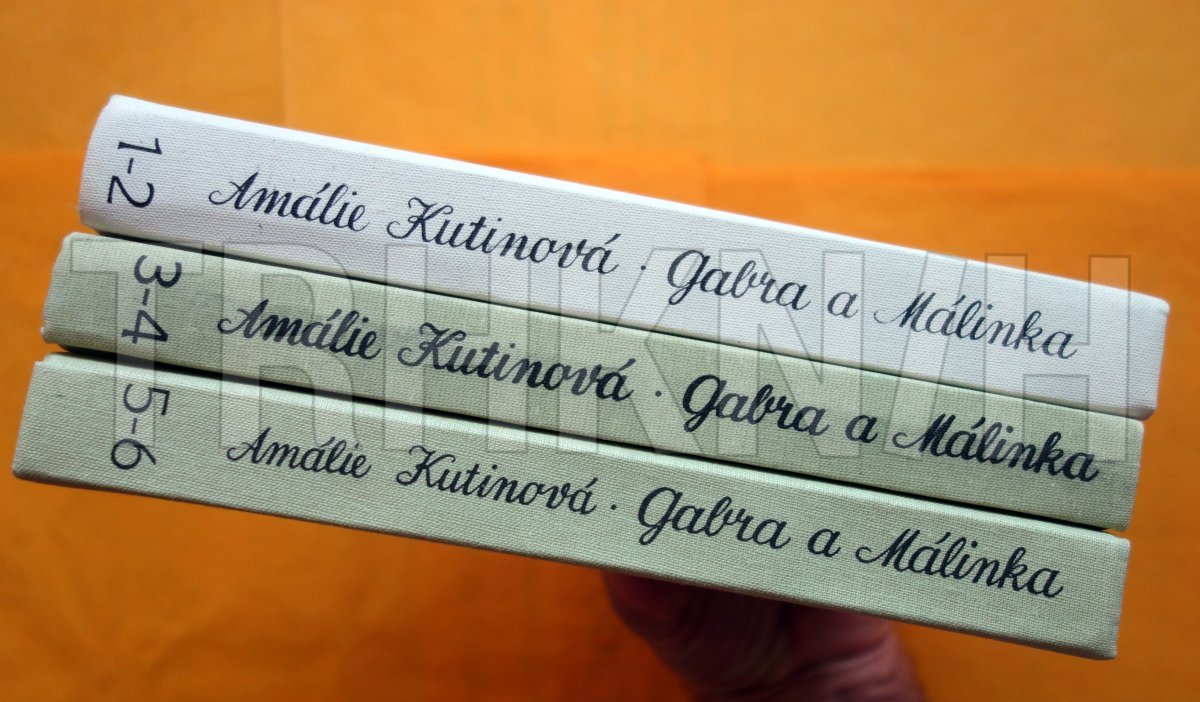 1-2 Amálie Kutinová · Gabra a Málinka
3-4 Amálie Kutinová · Gabra a Málinka
5-6 Amálie Kutinová · Gabra a Málinka
TRHKNIH